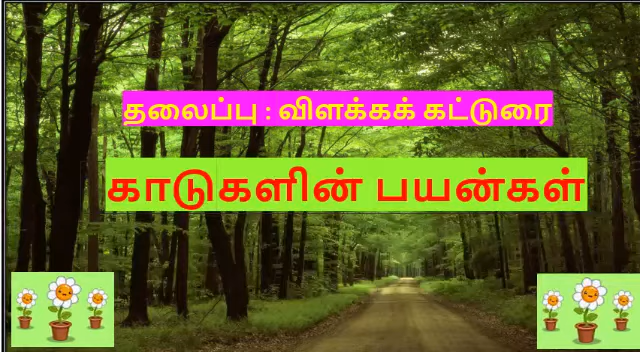 தலைப்பு : விளக்கக் கட்டுரை
காடுகளின் பயன்கள்